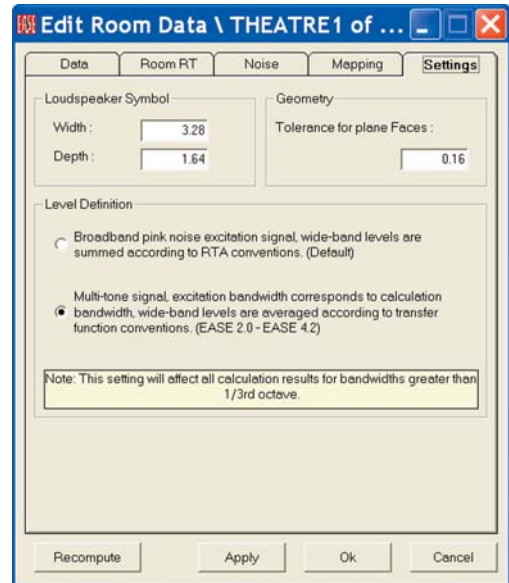 EASE Edit Room Data \ THEATRE1 of ...
Data Room RT Noise Mapping Settings
Loudspeaker Symbol
Width : 3.28
Depth : 1.64
Geometry
Tolerance for plane Faces :
0.16
Level Definition
Broadband pink noise excitation signal, wide-band levels are
summed according to RTA conventions. (Default)
Multi-tone signal, excitation bandwidth corresponds to calculation
bandwidth, wide-band levels are averaged according to transfer
function conventions. (EASE 2.0 - EASE 4.2)
Note: This setting will affect all calculation results for bandwidths greater than
1/3rd octave.
Recompute Apply Ok Cancel